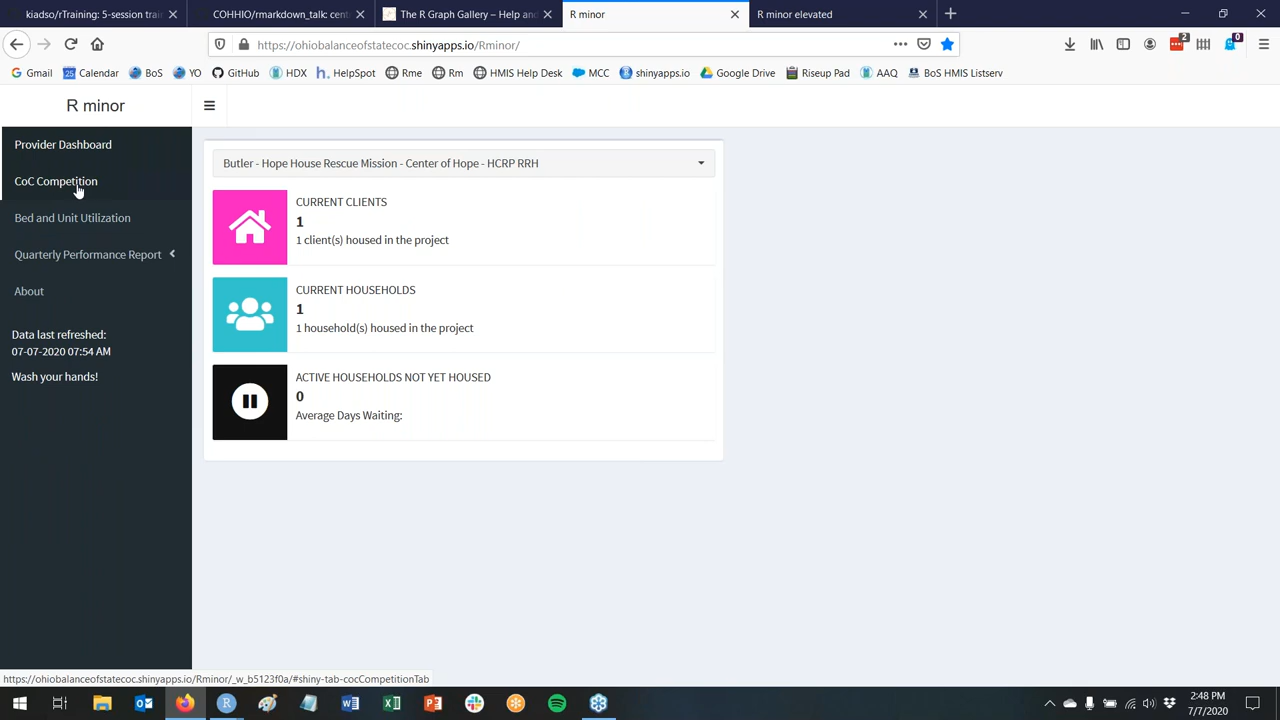 kiadso/rTraining: 5-session trai
COHHIO/rmarkdown_talk: cent
The R Graph Gallery – Help and
R minor
R minor elevated
https://ohiobalanceofstatecoc.shinyapps.io/Rminor/
2
0
Gmail
Calendar
BoS
YO
GitHub
HDX
HelpSpot
Rme
Rm
HMIS Help Desk
MCC
shinyapps.io
Google Drive
Riseup Pad
AAQ
BoS HMIS Listserv
R minor
Provider Dashboard
CoC Competition
Bed and Unit Utilization
Quarterly Performance Report
About
Data last refreshed:
07-07-2020 07:54 AM
Wash your hands!
Butler - Hope House Rescue Mission - Center of Hope - HCRP RRH
CURRENT CLIENTS
1
1 client(s) housed in the project
CURRENT HOUSEHOLDS
1
1 household(s) housed in the project
ACTIVE HOUSEHOLDS NOT YET HOUSED
0
Average Days Waiting:
https://ohiobalanceofstatecoc.shinyapps.io/Rminor/_w_b5123f0a/#shiny-tab-cocCompetitionTab
2:48 PM
7/7/2020